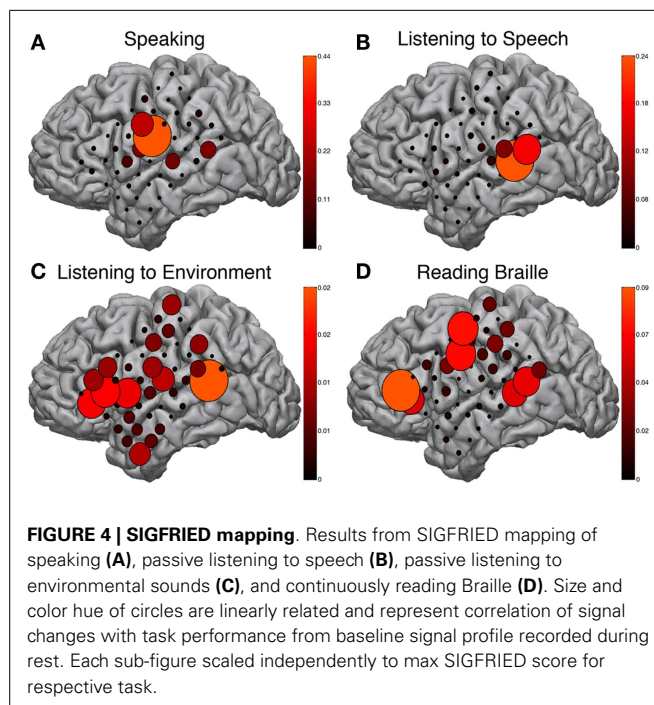 A Speaking
0.44
0.33
0.22
0.11
0
B Listening to Speech
0.24
0.18
0.12
0.08
0
C Listening to Environment
0.02
0.02
0.01
0.01
0
D Reading Braille
0.09
0.07
0.04
0.02
0
FIGURE 4 | SIGFRIED mapping. Results from SIGFRIED mapping of
speaking (A), passive listening to speech (B), passive listening to
environmental sounds (C), and continuously reading Braille (D). Size and
color hue of circles are linearly related and represent correlation of signal
changes with task performance from baseline signal profile recorded during
rest. Each sub-figure scaled independently to max SIGFRIED score for
respective task.